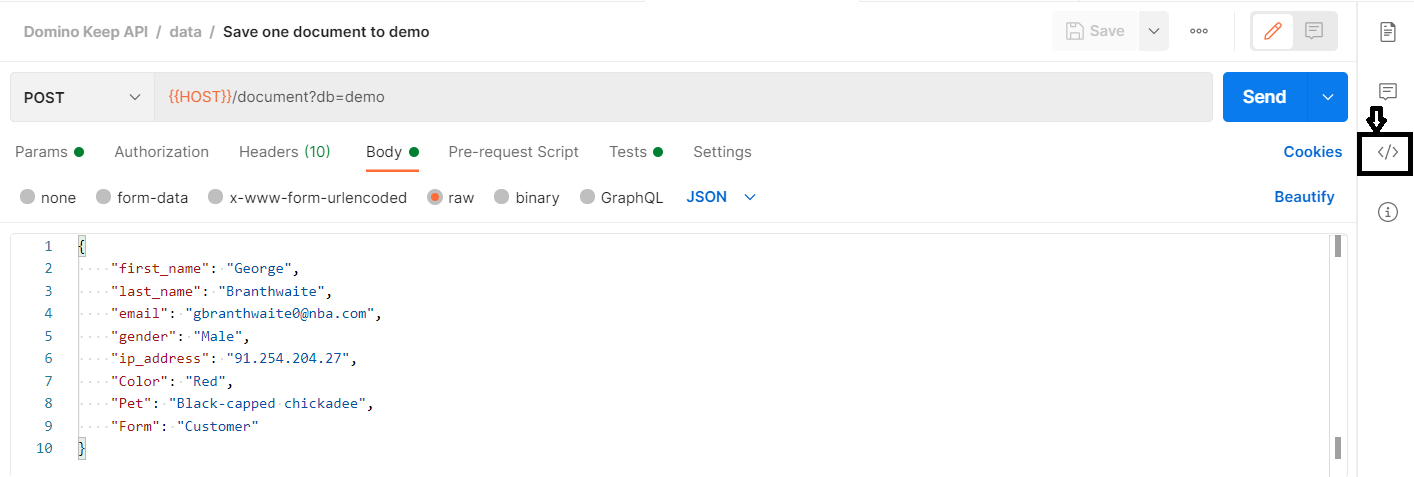 Domino Keep API / data / Save one document to demo
Save
POST
{{HOST}}/document?db=demo
Send
Params
Authorization
Headers (10)
Body
Pre-request Script
Tests
Settings
Cookies
none
form-data
x-www-form-urlencoded
raw
binary
GraphQL
JSON
Beautify
1 {
2 ····"first_name":·"George",
3 ····"last_name":·"Branthwaite",
4 ····"email":·"gbranthwaite0@nba.com",
5 ····"gender":·"Male",
6 ····"ip_address":·"91.254.204.27",
7 ····"Color":·"Red",
8 ····"Pet":·"Black-capped·chickadee",
9 ····"Form":·"Customer"
10 }